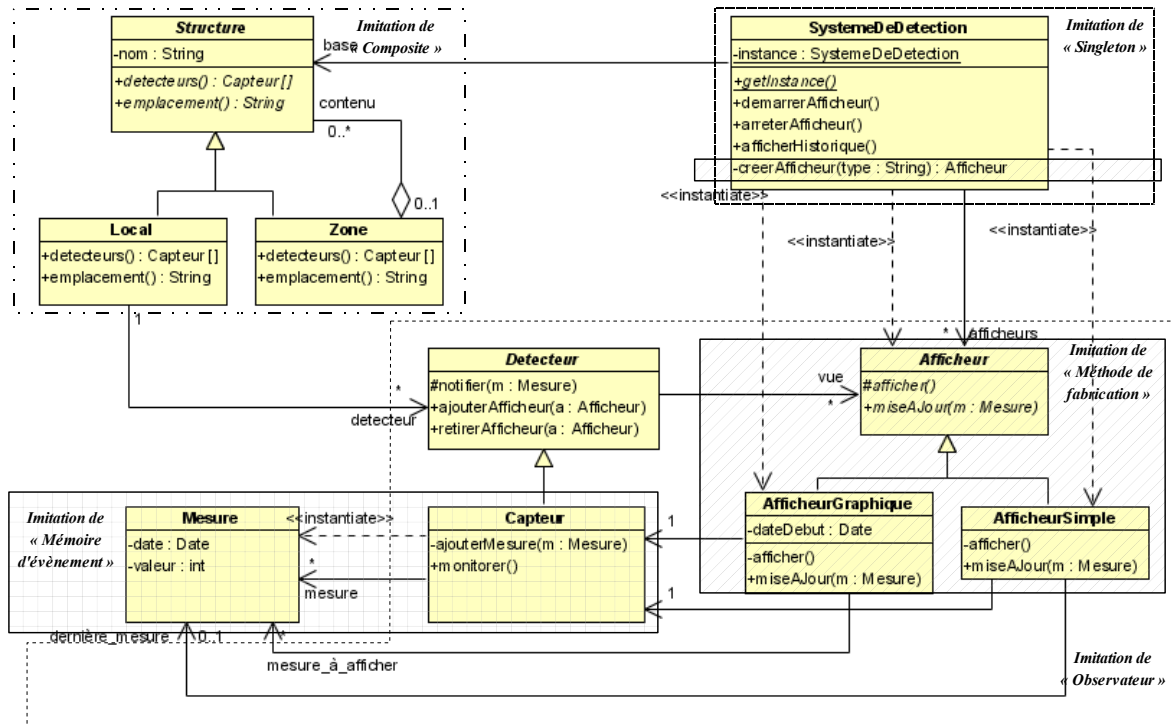 Structure
-nom : String
+detecteurs() : Capteur[]
+emplacement() : String
Imitation de
« Composite »
base
contenu
0..*
0..1
Local
+detecteurs() : Capteur[]
+emplacement() : String
Zone
+detecteurs() : Capteur[]
+emplacement() : String
SystemeDeDetection
-instance : SystemeDeDetection
+getInstance()
+demarrerAfficheur()
+arreterAfficheur()
+afficherHistorique()
-creerAfficheur(type : String) : Afficheur
Imitation de
« Singleton »
<<instantiate>>
<<instantiate>>
<<instantiate>>
1
*
detecteur
* afficheurs
Detecteur
#notifier(m : Mesure)
+ajouterAfficheur(a : Afficheur)
+retirerAfficheur(a : Afficheur)
vue
*
Afficheur
#afficher()
+miseAJour(m : Mesure)
Imitation de
« Méthode de
fabrication »
Imitation de
« Mémoire
d'évènement »
Mesure
-date : Date
-valeur : int
<<instantiate>>
*
mesure
Capteur
-ajouterMesure(m : Mesure)
+monitorer()
1
1
AfficheurGraphique
-dateDebut : Date
-afficher()
+miseAJour(m : Mesure)
AfficheurSimple
-afficher()
+miseAJour(m : Mesure)
dernière_mesure
0..1
*
mesure_à_afficher
Imitation de
« Observateur »